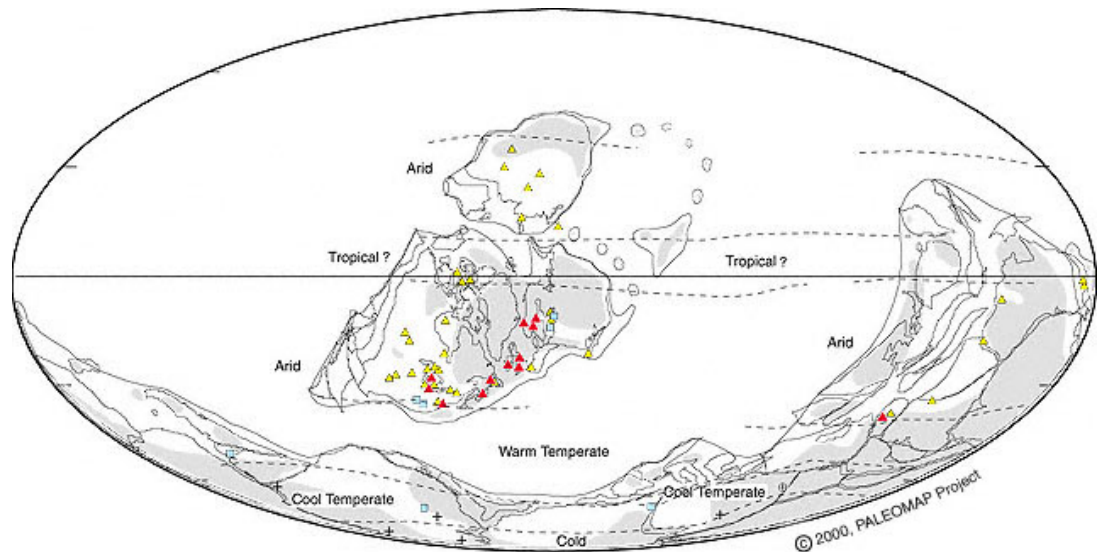 Arid
Tropical ?
Tropical ?
Arid
Arid
Warm Temperate
Cool Temperate
Cool Temperate
Cold
© 2000, PALEOMAP Project